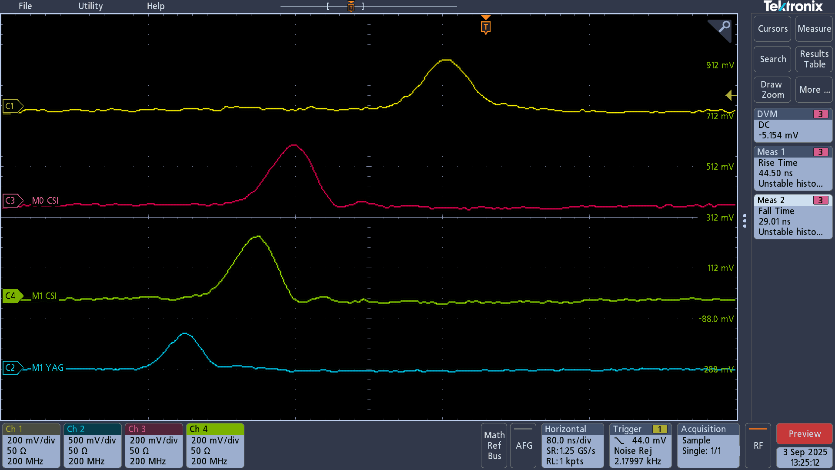 File Utility Help
Tektronix
Cursors Measure
Search Results Table
Draw Zoom More ...
DVM 3
DC
-5.154 mV
Meas 1 3
Rise Time
44.50 ns
Unstable histo...
Meas 2 3
Fall Time
29.01 ns
Unstable histo...
T
T
912 mV
C1
712 mV
512 mV
C3 M0 CSI
312 mV
112 mV
C4 M1 CSI
-88.0 mV
C2 M1 YAG
-288 mV
Ch 1
200 mV/div
50 Ω
200 MHz
Ch 2
500 mV/div
50 Ω
200 MHz
Ch 3
200 mV/div
50 Ω
200 MHz
Ch 4
200 mV/div
50 Ω
200 MHz
Math
Ref
Bus
AFG
Horizontal
80.0 ns/div
SR: 1.25 GS/s
RL: 1 kpts
Trigger 1
44.0 mV
Noise Rej
2.17997 kHz
Acquisition
Sample
Single: 1/1
RF
Preview
3 Sep 2025
13:25:12